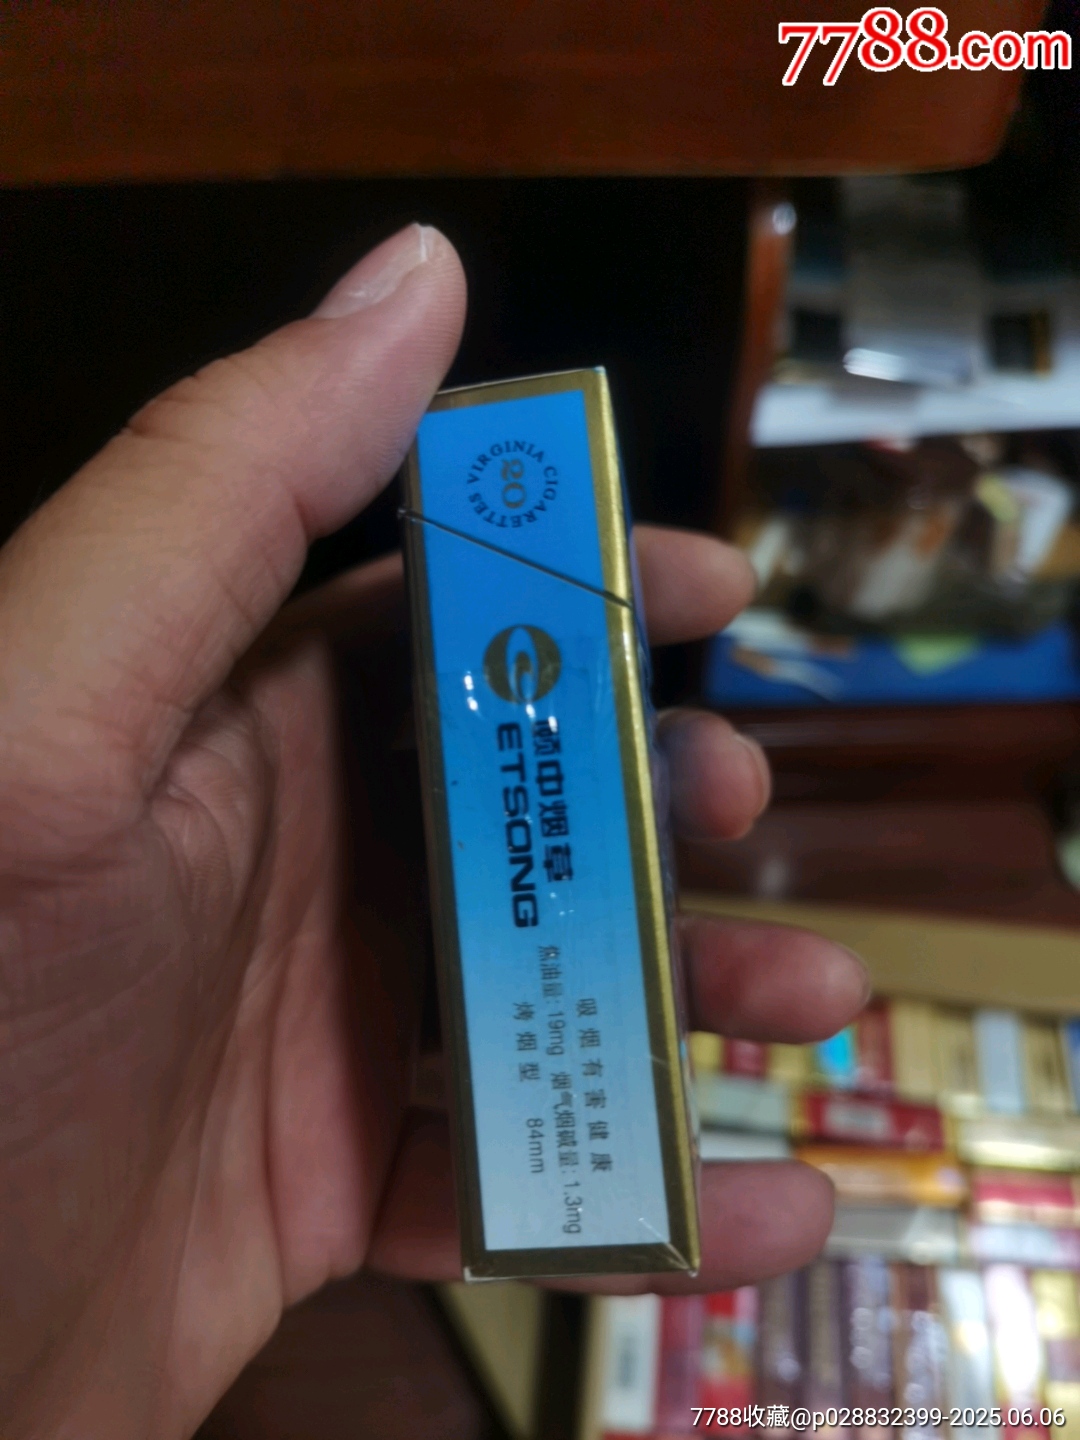 7788.com
VIRGINIA CIGARETTES
20
颐中烟草
ETSONG
吸烟有害健康
焦油量:19mg 烟气烟碱量:1.3mg
烤烟型 84mm
7788收藏@p028832399-2025.06.06